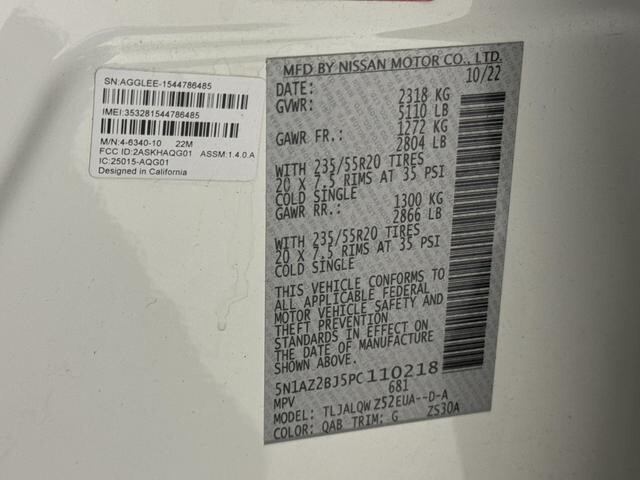 SN:AGGLEE-1544786485
IMEI:353281544786485
M/N:4-6340-10 22M
FCC ID:2ASKHAQG01 ASSM:1.4.0.A
IC:25015-AQG01
Designed in California
MFD BY NISSAN MOTOR CO., LTD.
DATE: 10/22
GVWR: 2318 KG
5110 LB
GAWR FR.: 1272 KG
2804 LB
WITH 235/55R20 TIRES
20 X 7.5 RIMS AT 35 PSI
COLD SINGLE
GAWR RR.: 1300 KG
2866 LB
WITH 235/55R20 TIRES
20 X 7.5 RIMS AT 35 PSI
COLD SINGLE
THIS VEHICLE CONFORMS TO
ALL APPLICABLE FEDERAL
MOTOR VEHICLE SAFETY AND
THEFT PREVENTION
STANDARDS IN EFFECT ON
THE DATE OF MANUFACTURE
SHOWN ABOVE.
5N1AZ2BJ5PC110218
MPV 681
MODEL: TLJALQW Z52EUA--D-A
COLOR: QAB TRIM: G ZS30A